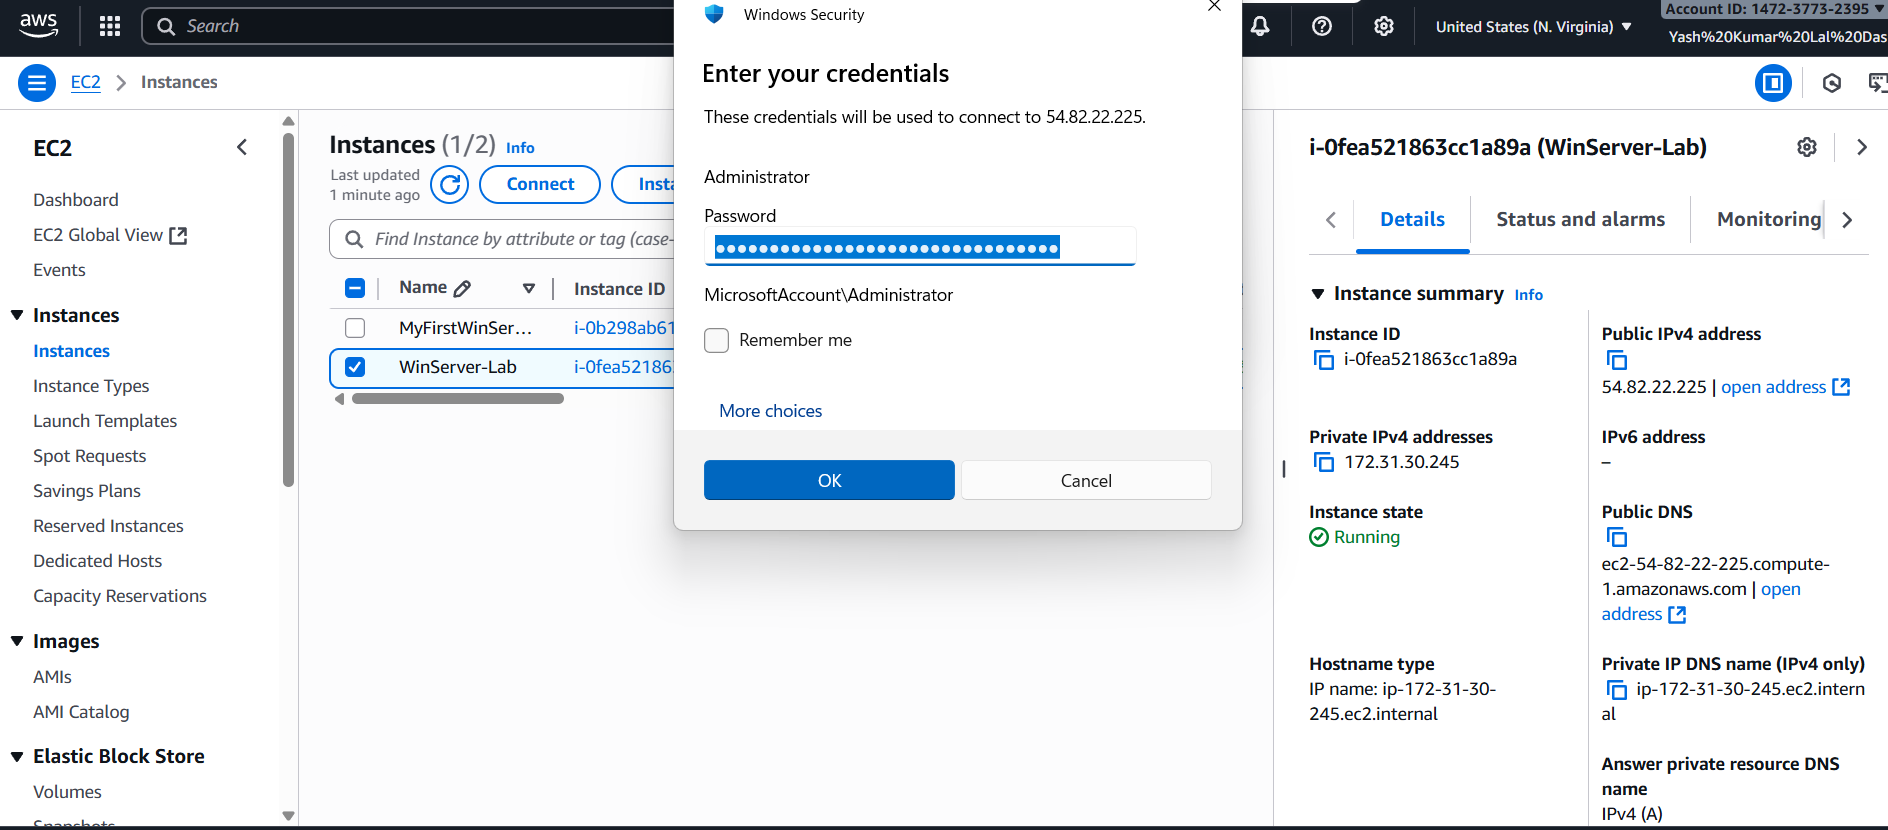 aws
Search
Account ID: 1472-3773-2395
United States (N. Virginia)
Yash%20Kumar%20Lal%20Das
EC2
Instances
EC2
Dashboard
EC2 Global View
Events
Instances
Instances
Instance Types
Launch Templates
Spot Requests
Savings Plans
Reserved Instances
Dedicated Hosts
Capacity Reservations
Images
AMIs
AMI Catalog
Elastic Block Store
Volumes
Snapshots
Instances (1/2) Info
Last updated
1 minute ago
Connect
Find Instance by attribute or tag (case-
Name
Instance ID
MyFirstWinSer...
i-0b298ab61
WinServer-Lab
i-0fea521863
Windows Security
Enter your credentials
These credentials will be used to connect to 54.82.22.225.
Administrator
Password
MicrosoftAccount\Administrator
Remember me
More choices
OK
Cancel
i-0fea521863cc1a89a (WinServer-Lab)
Details
Status and alarms
Monitoring
Instance summary Info
Instance ID
i-0fea521863cc1a89a
Public IPv4 address
54.82.22.225 | open address
Private IPv4 addresses
172.31.30.245
IPv6 address
–
Instance state
Running
Public DNS
ec2-54-82-22-225.compute-
1.amazonaws.com | open
address
Hostname type
IP name: ip-172-31-30-
245.ec2.internal
Private IP DNS name (IPv4 only)
ip-172-31-30-245.ec2.intern
al
Answer private resource DNS
name
IPv4 (A)